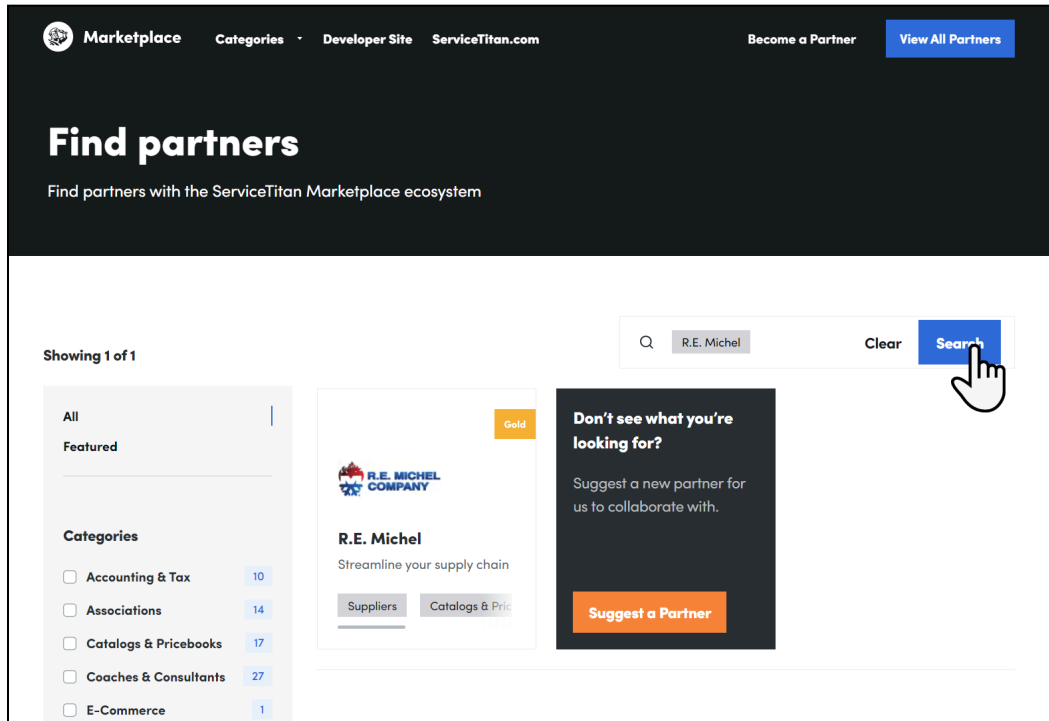 Marketplace
Categories
Developer Site
ServiceTitan.com
Become a Partner
View All Partners
Find partners
Find partners with the ServiceTitan Marketplace ecosystem
Showing 1 of 1
R.E. Michel
Clear
Search
All
Featured
Categories
Accounting & Tax 10
Associations 14
Catalogs & Pricebooks 17
Coaches & Consultants 27
E-Commerce 1
Gold
R.E. MICHEL
COMPANY
R.E. Michel
Streamline your supply chain
Suppliers
Catalogs & Pric
Don't see what you're
looking for?
Suggest a new partner for
us to collaborate with.
Suggest a Partner